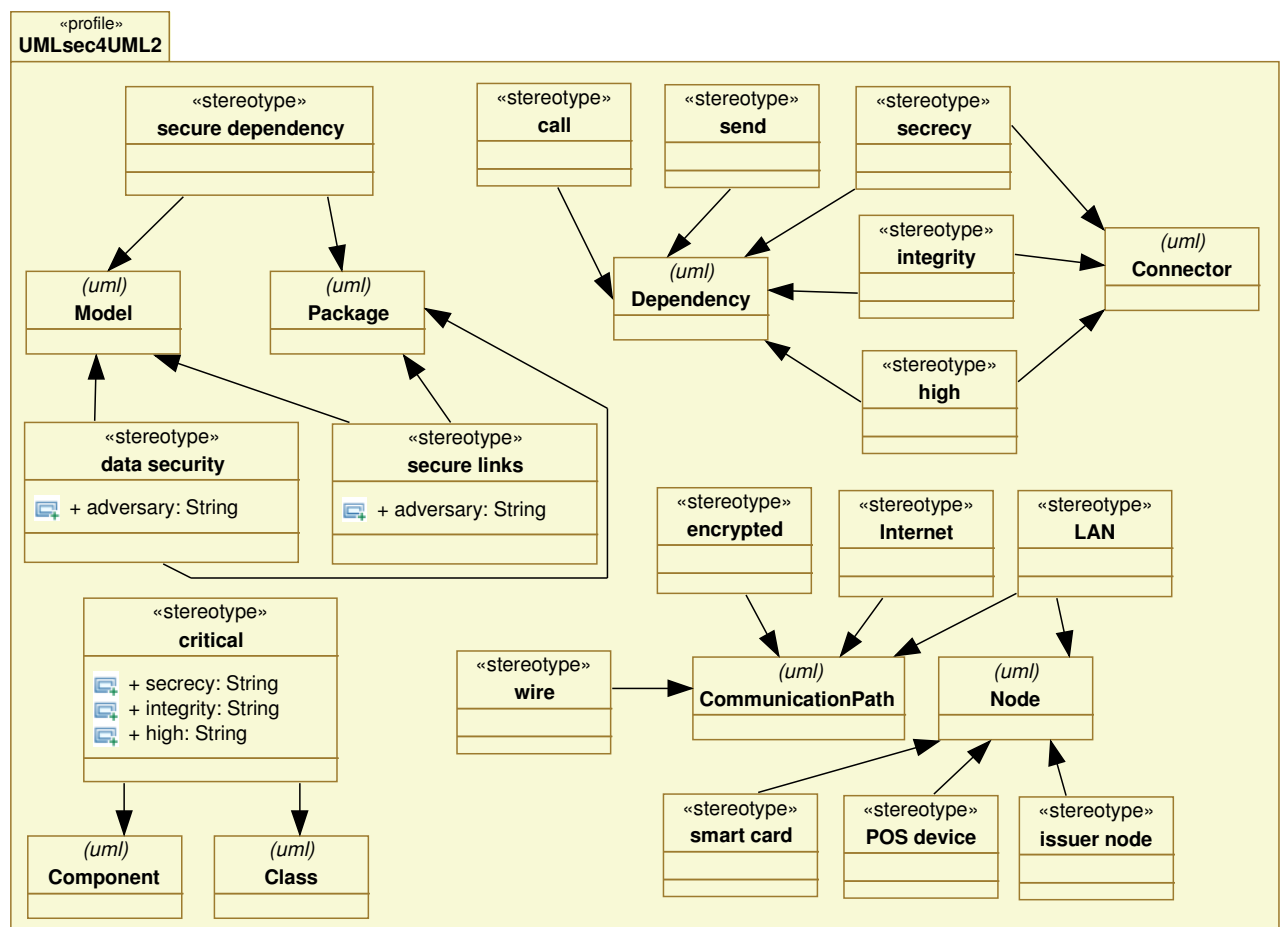 «profile»
UMLsec4UML2
«stereotype»
secure dependency
«stereotype»
call
«stereotype»
send
«stereotype»
secrecy
«stereotype»
integrity
(uml)
Connector
(uml)
Model
(uml)
Package
(uml)
Dependency
«stereotype»
high
«stereotype»
data security
+ adversary: String
«stereotype»
secure links
+ adversary: String
«stereotype»
encrypted
«stereotype»
Internet
«stereotype»
LAN
«stereotype»
critical
+ secrecy: String
+ integrity: String
+ high: String
«stereotype»
wire
(uml)
CommunicationPath
(uml)
Node
«stereotype»
smart card
«stereotype»
POS device
«stereotype»
issuer node
(uml)
Component
(uml)
Class